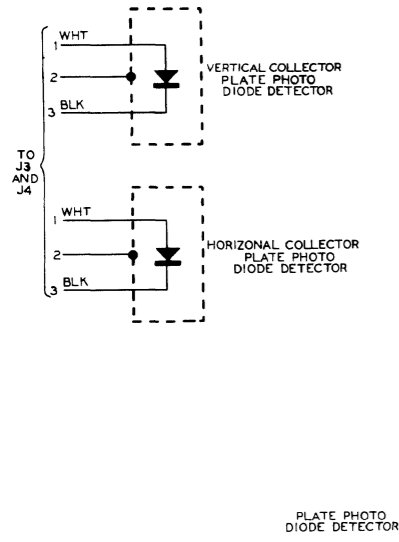 1 WHT
2
3 BLK
VERTICAL COLLECTOR
PLATE PHOTO
DIODE DETECTOR
TO
J3
AND
J4
1 WHT
2
3 BLK
HORIZONAL COLLECTOR
PLATE PHOTO
DIODE DETECTOR
PLATE PHOTO
DIODE DETECTOR